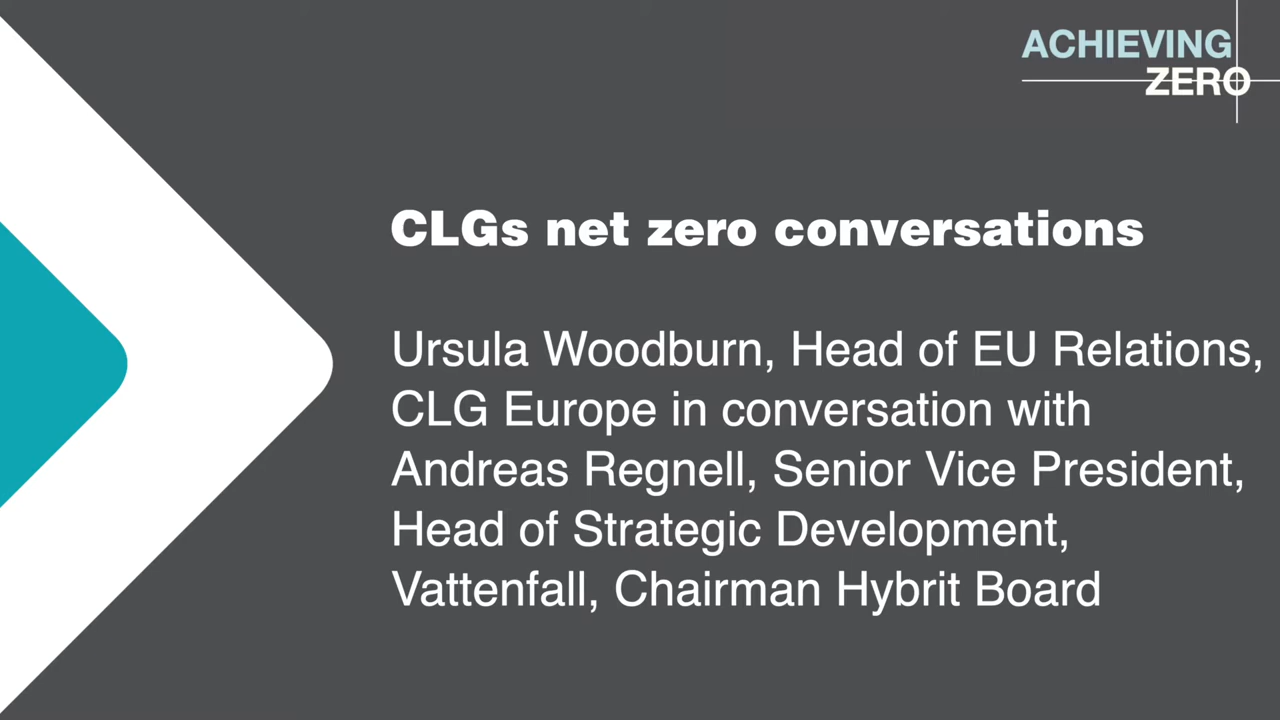 ACHIEVING
ZERO
CLGs net zero conversations
Ursula Woodburn, Head of EU Relations,
CLG Europe in conversation with
Andreas Regnell, Senior Vice President,
Head of Strategic Development,
Vattenfall, Chairman Hybrit Board